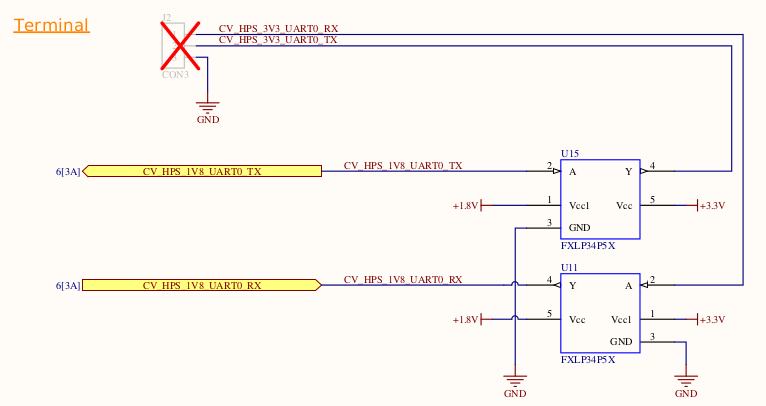 Terminal
J2
CV_HPS_3V3_UART0_RX
CV_HPS_3V3_UART0_TX
CON3
GND
U15
6[3A]
CV_HPS_1V8_UART0_TX
CV_HPS_1V8_UART0_TX
2
A
Y
4
+1.8V
1
Vcc1
Vcc
5
+3.3V
3
GND
FXLP34P5X
U11
6[3A]
CV_HPS_1V8_UART0_RX
CV_HPS_1V8_UART0_RX
4
Y
A
2
+1.8V
5
Vcc
Vcc1
1
+3.3V
GND
3
FXLP34P5X
GND
GND